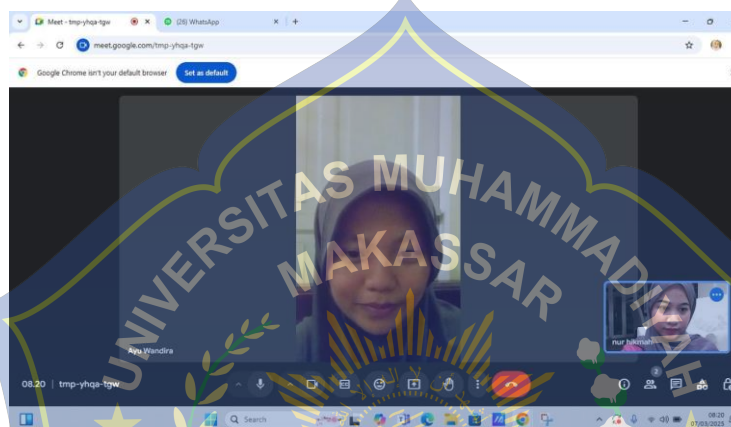 Meet - tmp-yhqa-tgw
(28) WhatsApp
meet.google.com/tmp-yhqa-tgw
Google Chrome isn't your default browser
Set as default
UNIVERSITAS MUHAMMADIYAH
MAKASSAR
nur hikmah
Ayu Wandira
2
08.20 | tmp-yhqa-tgw
Search
08:20
07/03/2025